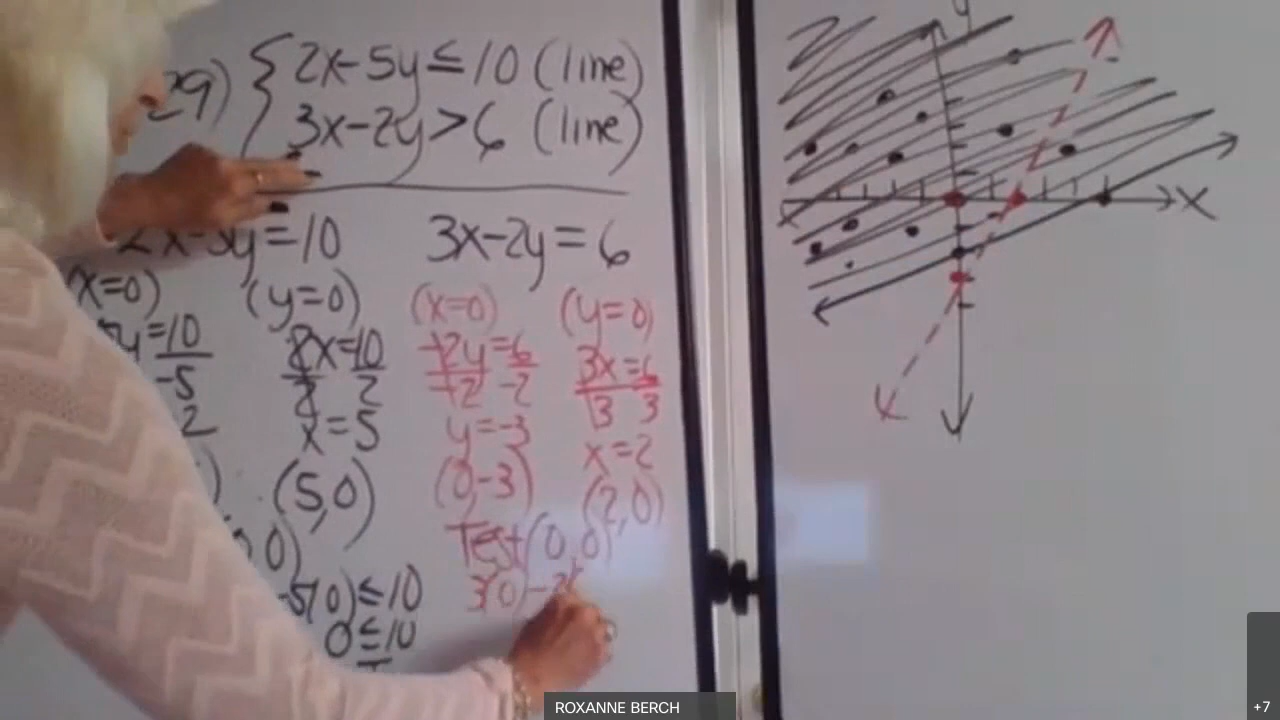 29) { 2x-5y≤10 (line)
3x-2y>6 (line)
2x-5y=10
3x-2y=6
(x=0)
y=10
-5
2
(y=0)
2x=10
2 2
x=5
(5,0)
0)
-5(0)≤10
0≤10
T
(x=0)
-2y=6
-2 -2
y=-3
(0,-3)
(y=0)
3x=6
3 3
x=2
(2,0)
Test(0,0)
3(0)-2
y
x
ROXANNE BERCH
+7